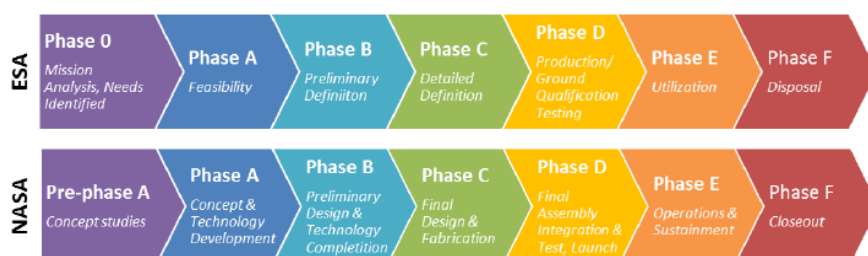 ESA
Phase 0
Mission
Analysis, Needs
Identified
Phase A
Feasibility
Phase B
Preliminary
Definiiton
Phase C
Detailed
Definition
Phase D
Production/
Ground
Qualification
Testing
Phase E
Utilization
Phase F
Disposal
NASA
Pre-phase A
Concept studies
Phase A
Concept &
Technology
Development
Phase B
Preliminary
Design &
Technology
Completition
Phase C
Final
Design &
Fabrication
Phase D
Final
Assembly
Integration &
Test, Launch
Phase E
Operations &
Sustainment
Phase F
Closeout